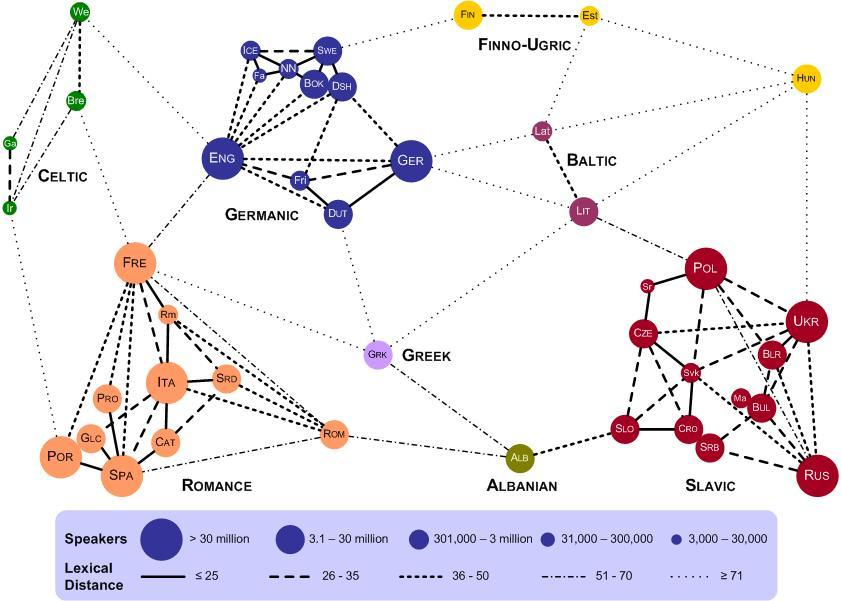 We
FIN
Est
FINNO-UGRIC
ICE
SWE
NN
Fa
BOK
DSH
HUN
Bre
Ga
Lat
ENG
GER
BALTIC
CELTIC
Fri
Ir
GERMANIC
DUT
LIT
FRE
POL
Sr
Rm
UKR
CZE
GRK
GREEK
BLR
ITA
SRD
Svk
PRO
Ma
BUL
GLC
CAT
ROM
SLO
CRO
SRB
POR
SPA
ALB
RUS
ROMANCE
ALBANIAN
SLAVIC
Speakers > 30 million 3.1 – 30 million 301,000 – 3 million 31,000 – 300,000 3,000 – 30,000
Lexical
Distance ≤ 25 26 - 35 36 - 50 51 - 70 ≥ 71